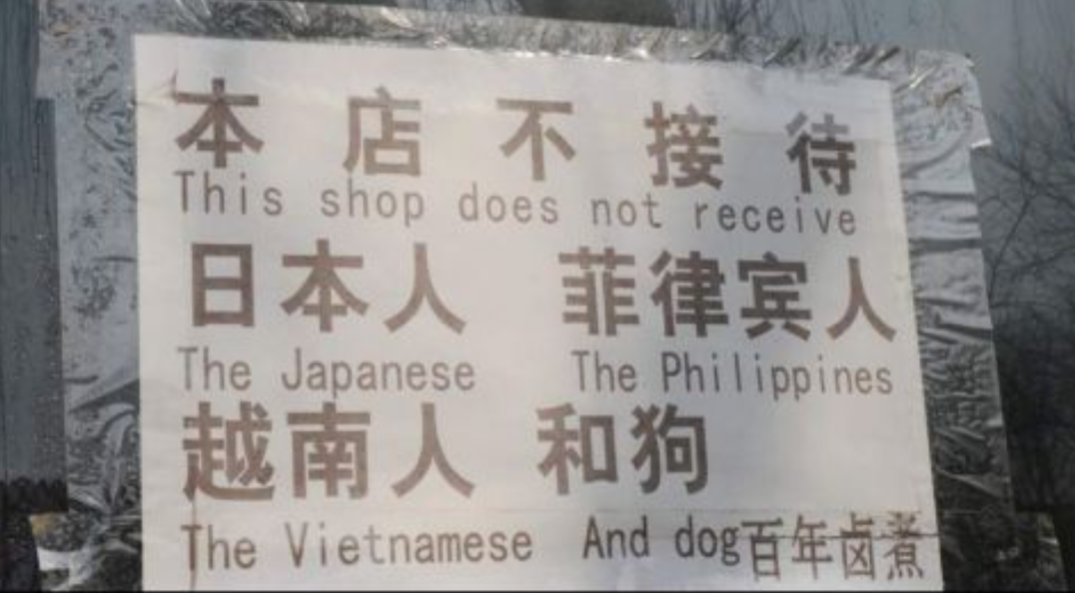 本店不接待
This shop does not receive
日本人 菲律宾人
The Japanese The Philippines
越南人 和狗
The Vietnamese And dog百年卤煮